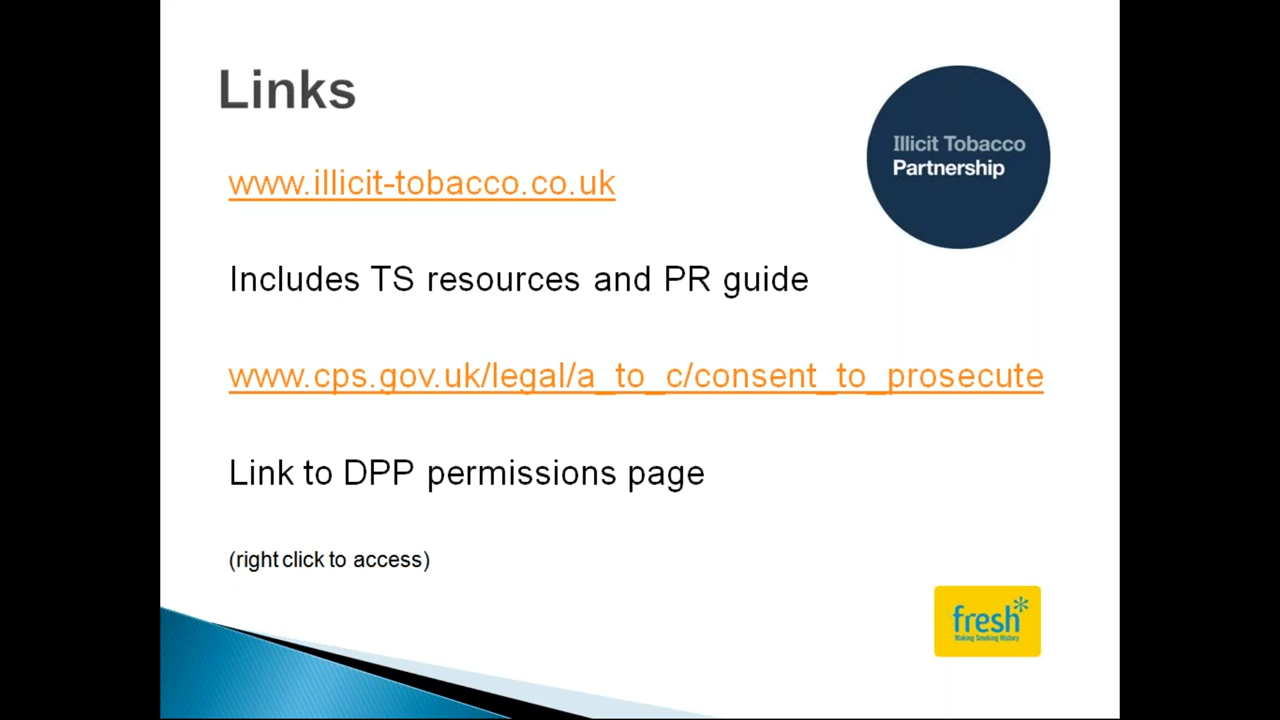 Links
Illicit Tobacco
Partnership
www.illicit-tobacco.co.uk
Includes TS resources and PR guide
www.cps.gov.uk/legal/a_to_c/consent_to_prosecute
Link to DPP permissions page
(right click to access)
fresh*
Making Smoking History